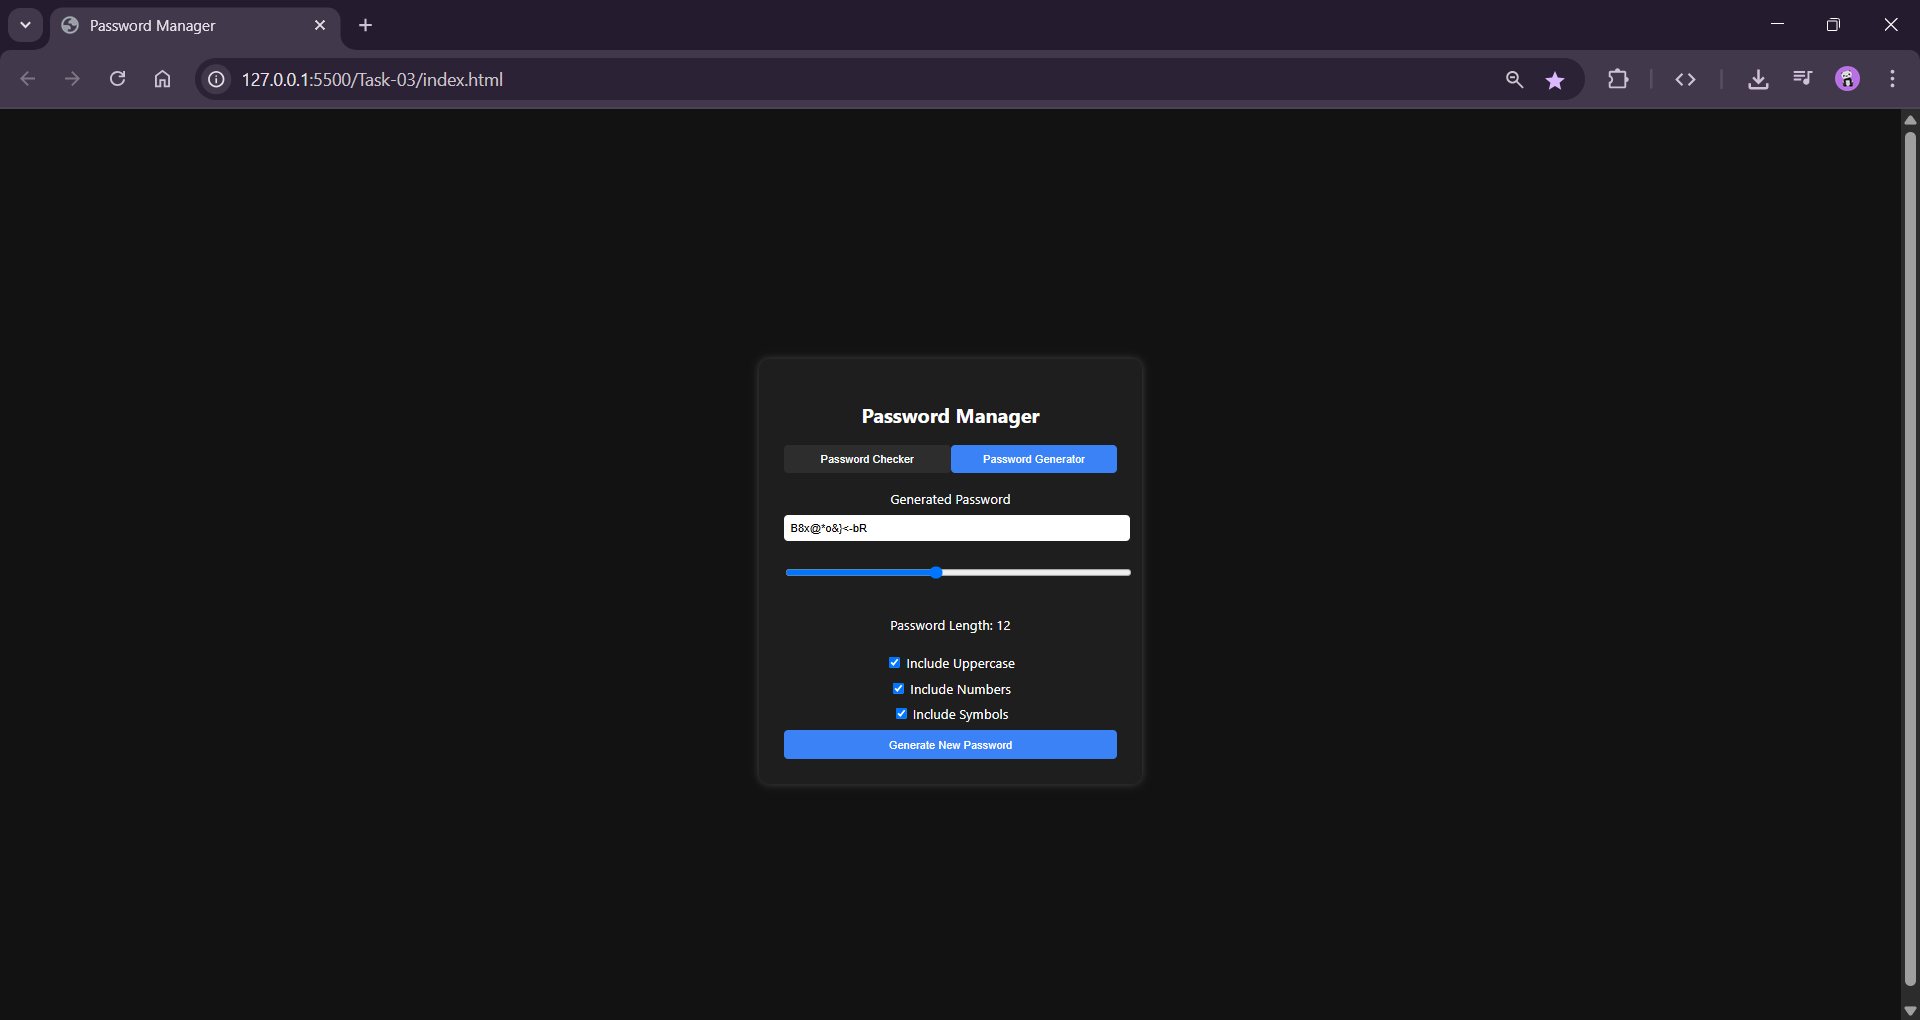 Password Manager
127.0.0.1:5500/Task-03/index.html
Password Manager
Password Checker
Password Generator
Generated Password
B8x@*o&}<-bR
Password Length: 12
Include Uppercase
Include Numbers
Include Symbols
Generate New Password